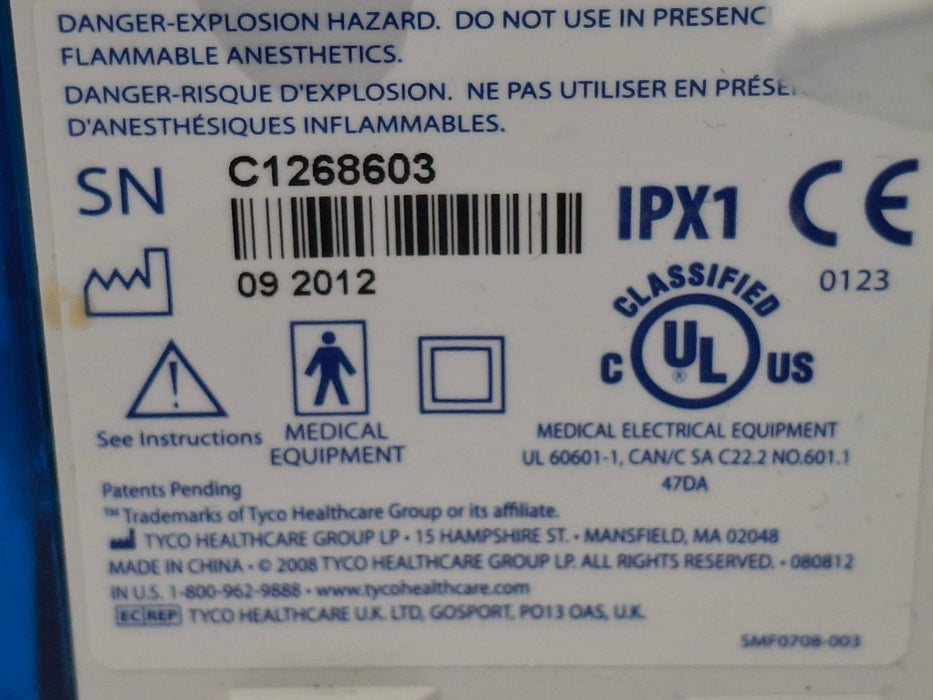 DANGER-EXPLOSION HAZARD. DO NOT USE IN PRESENC
FLAMMABLE ANESTHETICS.
DANGER-RISQUE D'EXPLOSION. NE PAS UTILISER EN PRÉSE
D'ANESTHÉSIQUES INFLAMMABLES.
SN
C1268603
IPX1
CE
0123
09 2012
CLASSIFIED
C UL ® US
See Instructions
MEDICAL
EQUIPMENT
MEDICAL ELECTRICAL EQUIPMENT
UL 60601-1, CAN/C SA C22.2 NO.601.1
47DA
Patents Pending
™ Trademarks of Tyco Healthcare Group or its affiliate.
TYCO HEALTHCARE GROUP LP • 15 HAMPSHIRE ST. • MANSFIELD, MA 02048
MADE IN CHINA • © 2008 TYCO HEALTHCARE GROUP LP. ALL RIGHTS RESERVED. • 080812
IN U.S. 1-800-962-9888 • www.tycohealthcare.com
EC REP TYCO HEALTHCARE U.K. LTD, GOSPORT, PO13 OAS, U.K.
SMF0708-003